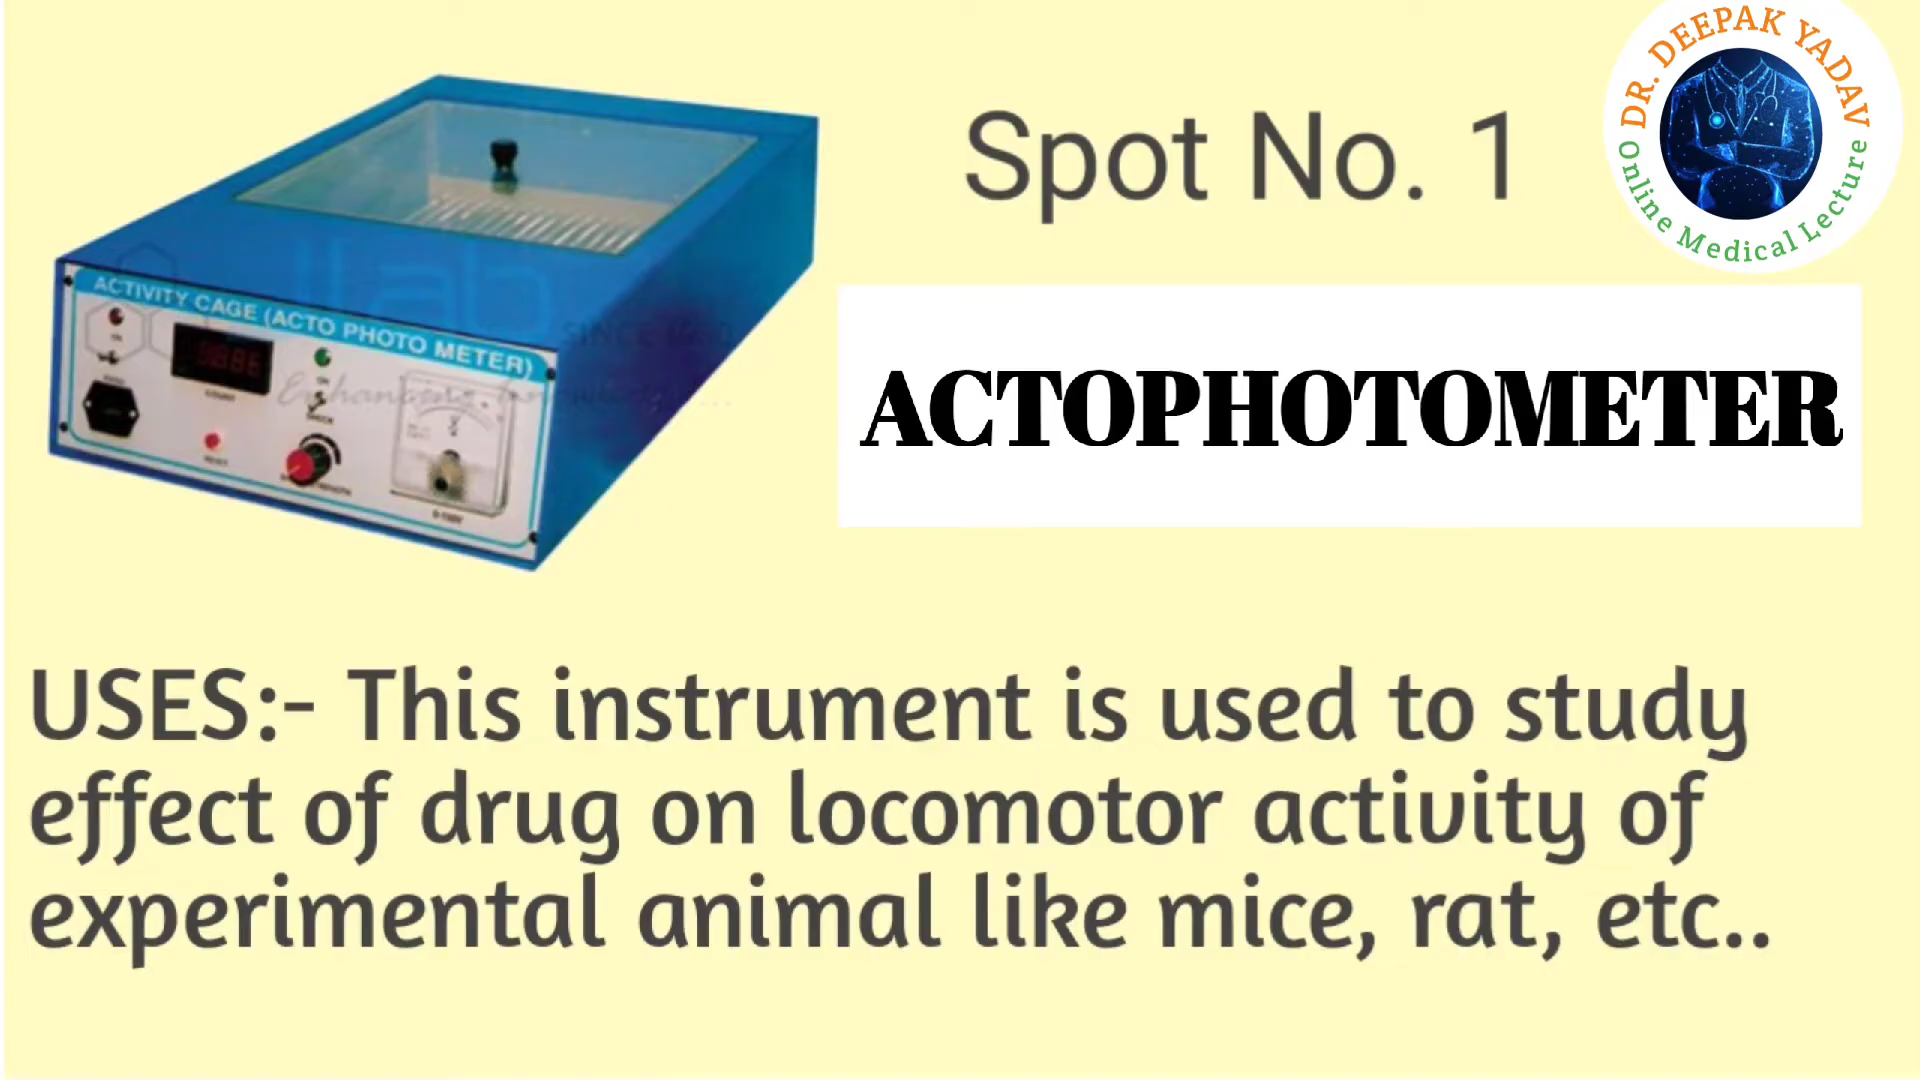 DR. DEEPAK YADAV
Online Medical Lecture
Spot No. 1
ACTIVITY CAGE (ACTO PHOTO METER)
ACTOPHOTOMETER
USES:- This instrument is used to study
effect of drug on locomotor activity of
experimental animal like mice, rat, etc..